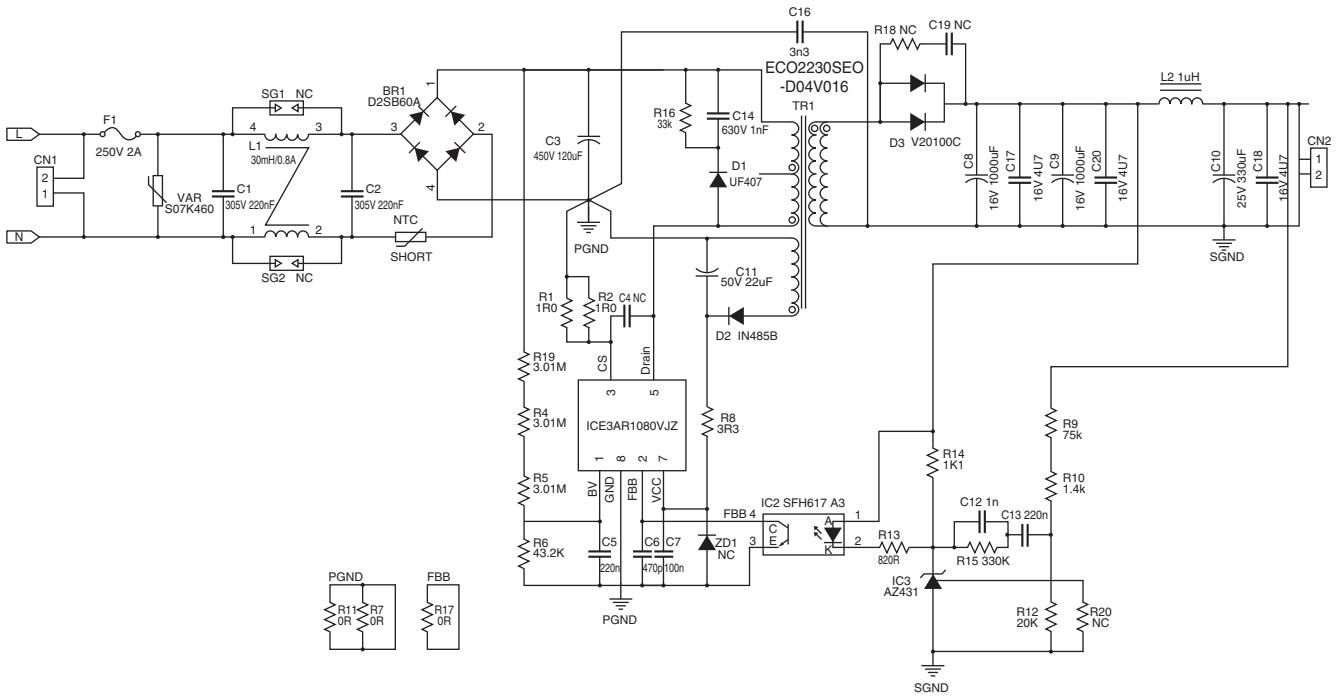 C16
3n3
ECO2230SEO
-D04V016
TR1
R18 NC
C19 NC
L2 1uH
D3 V20100C
SG1 NC
BR1
D2SB60A
1
3
2
4
F1
250V 2A
L
CN1
2
1
N
4
3
L1
30mH/0.8A
1
2
VAR
S07K460
C1
305V 220nF
C2
305V 220nF
NTC
SHORT
SG2 NC
C3
450V 120uF
R16
33k
C14
630V 1nF
D1
UF407
PGND
C8
16V 1000uF
C17
16V 4U7
C9
16V 1000uF
C20
16V 4U7
C10
25V 330uF
C18
16V 4U7
CN2
1
2
SGND
C11
50V 22uF
D2 IN485B
R1
1R0
R2
1R0
C4 NC
CS
Drain
3
5
ICE3AR1080VJZ
1
8
2
7
BV
GND
FBB
VCC
R19
3.01M
R4
3.01M
R5
3.01M
R6
43.2K
R8
3R3
C5
220n
C6
470p
C7
100n
ZD1
NC
PGND
IC2 SFH617 A3
FBB 4
3
C
E
A
K
1
2
R13
820R
R14
1K1
R9
75k
R10
1.4k
C12 1n
C13 220n
R15 330K
IC3
AZ431
R12
20K
R20
NC
SGND
PGND
R11
0R
R7
0R
FBB
R17
0R